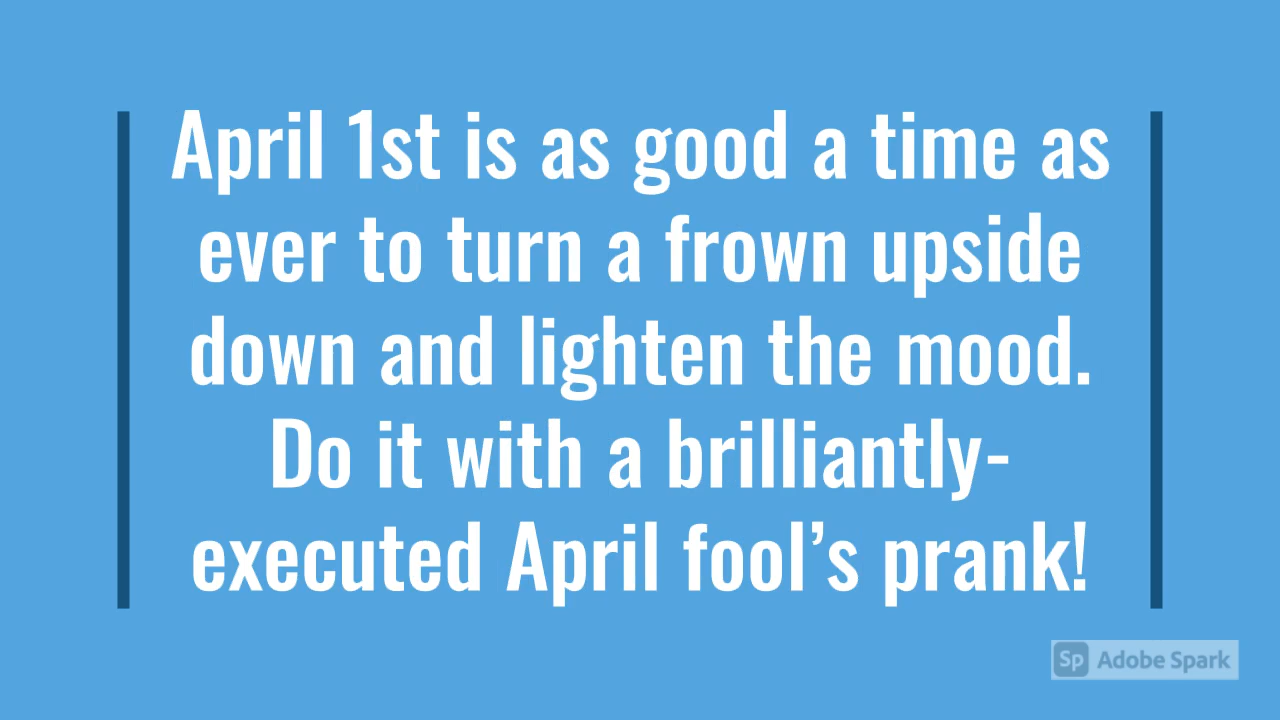 April 1st is as good a time as
ever to turn a frown upside
down and lighten the mood.
Do it with a brilliantly-
executed April fool’s prank!
Sp Adobe Spark